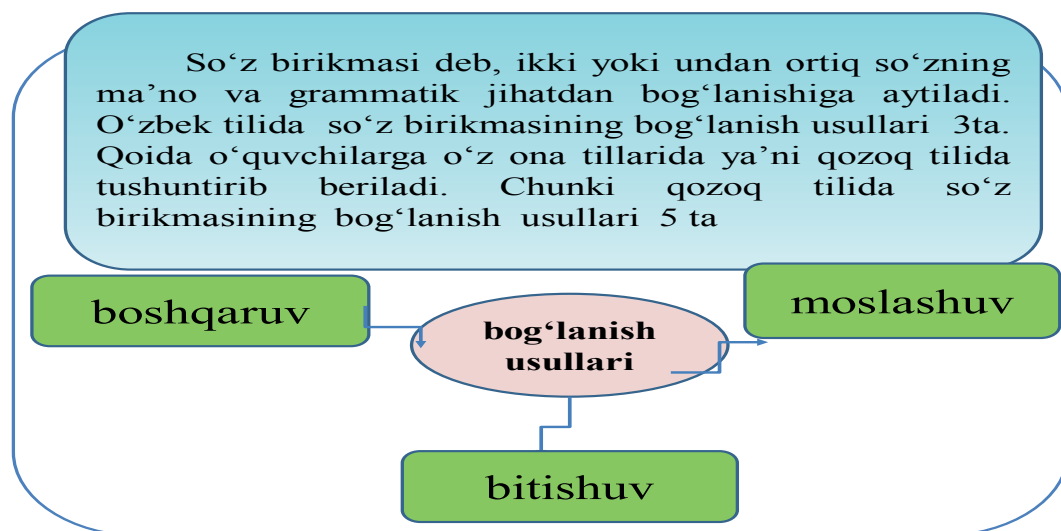 So‘z birikmasi deb, ikki yoki undan ortiq so‘zning
ma’no va grammatik jihatdan bog‘lanishiga aytiladi.
O‘zbek tilida so‘z birikmasining bog‘lanish usullari 3ta.
Qoida o‘quvchilarga o‘z ona tillarida ya’ni qozoq tilida
tushuntirib beriladi. Chunki qozoq tilida so‘z
birikmasining bog‘lanish usullari 5 ta
boshqaruv
moslashuv
bog‘lanish
usullari
bitishuv